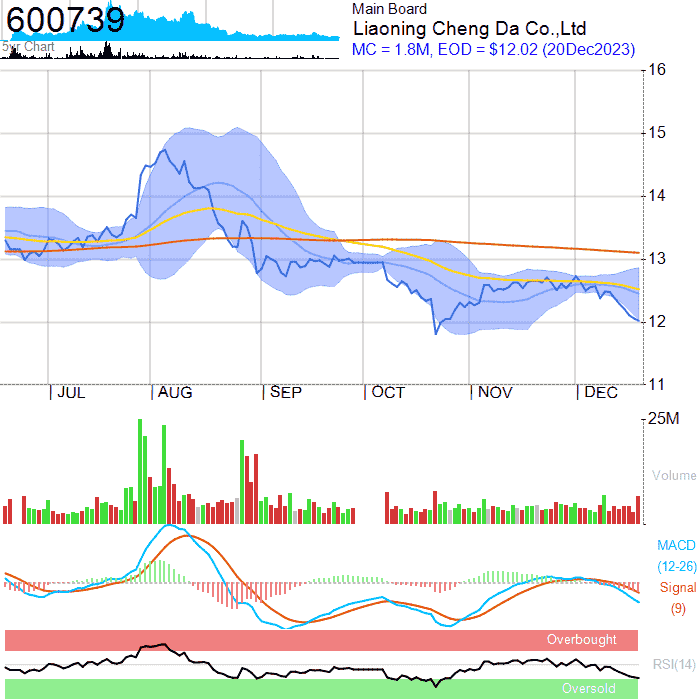 600739
5yr Chart
Main Board
Liaoning Cheng Da Co.,Ltd
MC = 1.8M, EOD = $12.02 (20Dec2023)
16
15
14
13
12
11
JUL AUG SEP OCT NOV DEC
25M
Volume
MACD
(12-26)
Signal
(9)
Overbought
RSI(14)
Oversold